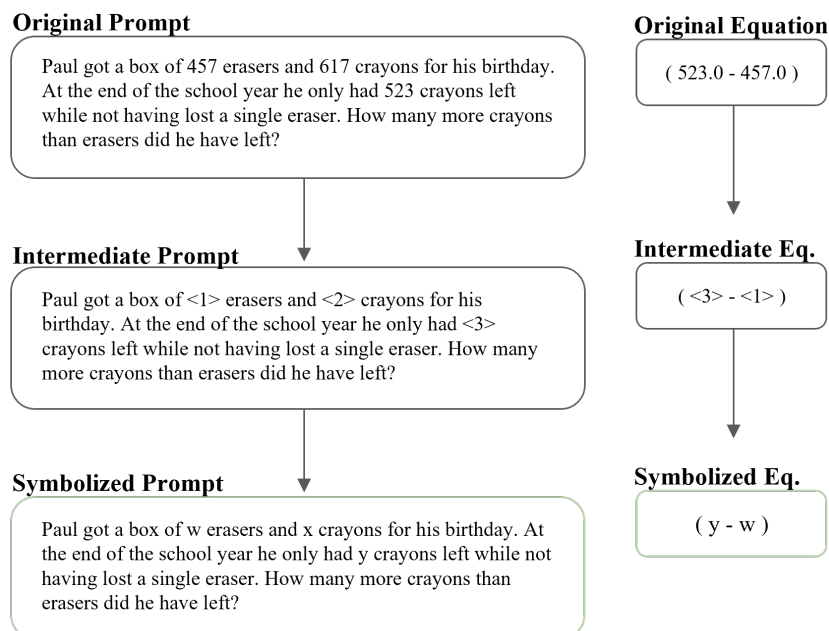 Original Prompt
Paul got a box of 457 erasers and 617 crayons for his birthday.
At the end of the school year he only had 523 crayons left
while not having lost a single eraser. How many more crayons
than erasers did he have left?
Original Equation
( 523.0 - 457.0 )
Intermediate Prompt
Paul got a box of <1> erasers and <2> crayons for his
birthday. At the end of the school year he only had <3>
crayons left while not having lost a single eraser. How many
more crayons than erasers did he have left?
Intermediate Eq.
( <3> - <1> )
Symbolized Prompt
Paul got a box of w erasers and x crayons for his birthday. At
the end of the school year he only had y crayons left while not
having lost a single eraser. How many more crayons than
erasers did he have left?
Symbolized Eq.
( y - w )